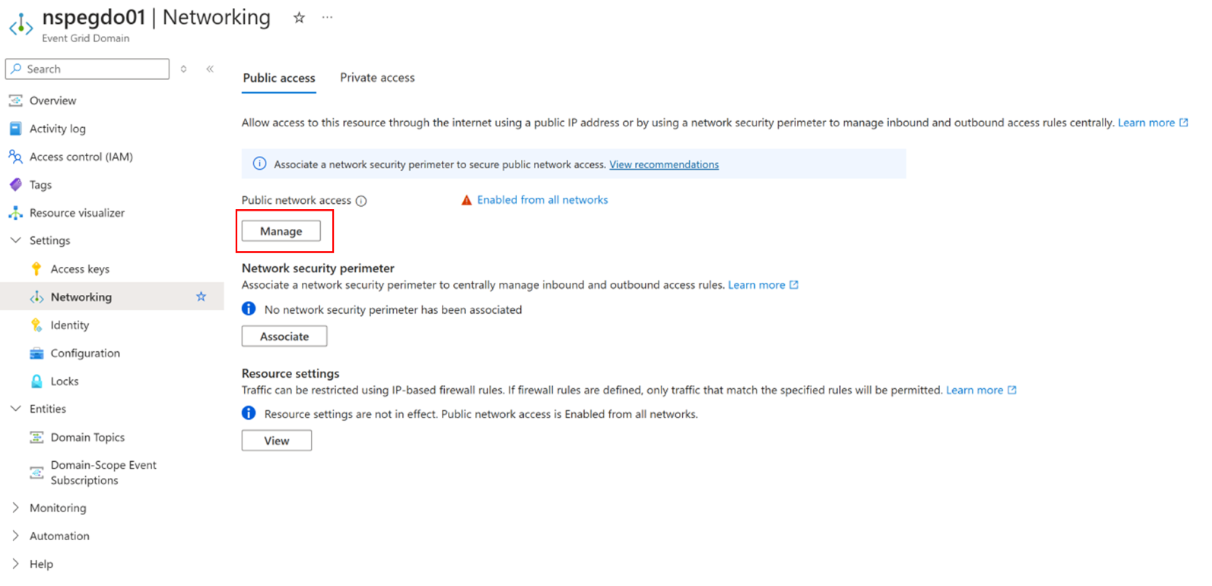 nspegdo01 | Networking
Event Grid Domain
Search
Overview
Activity log
Access control (IAM)
Tags
Resource visualizer
Settings
Access keys
Networking
Identity
Configuration
Locks
Entities
Domain Topics
Domain-Scope Event
Subscriptions
Monitoring
Automation
Help
Public access Private access
Allow access to this resource through the internet using a public IP address or by using a network security perimeter to manage inbound and outbound access rules centrally. Learn more
Associate a network security perimeter to secure public network access. View recommendations
Public network access Enabled from all networks
Manage
Network security perimeter
Associate a network security perimeter to centrally manage inbound and outbound access rules. Learn more
No network security perimeter has been associated
Associate
Resource settings
Traffic can be restricted using IP-based firewall rules. If firewall rules are defined, only traffic that match the specified rules will be permitted. Learn more
Resource settings are not in effect. Public network access is Enabled from all networks.
View